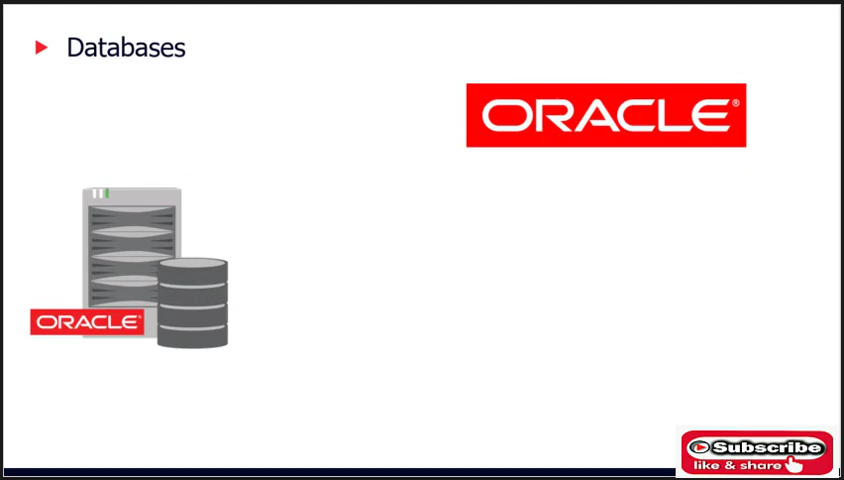 Databases
ORACLE®
ORACLE®
Subscribe
like & share